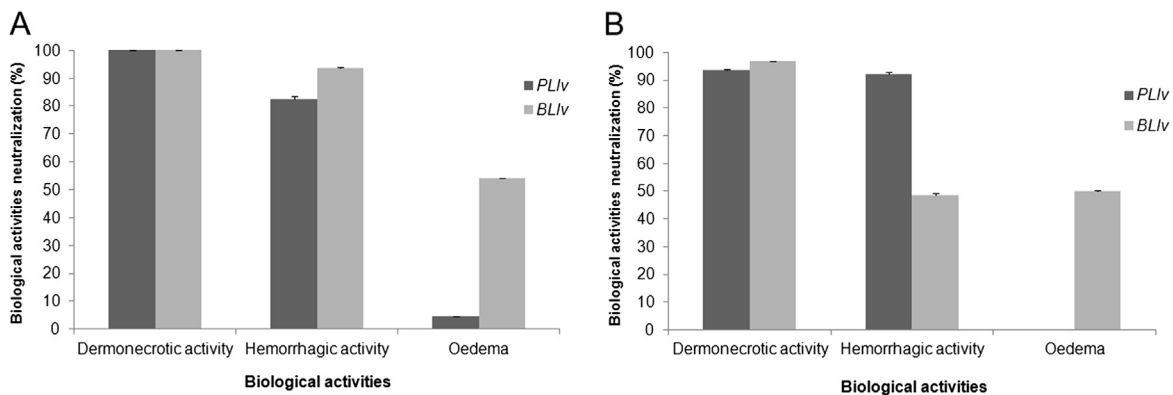 A
Biological activities neutralization (%)
100
90
80
70
60
50
40
30
20
10
0
PLIv
BLIv
Dermonecrotic activity Hemorrhagic activity Oedema
Biological activities
B
Biological activities neutralization (%)
100
90
80
70
60
50
40
30
20
10
0
PLIv
BLIv
Dermonecrotic activity Hemorrhagic activity Oedema
Biological activities